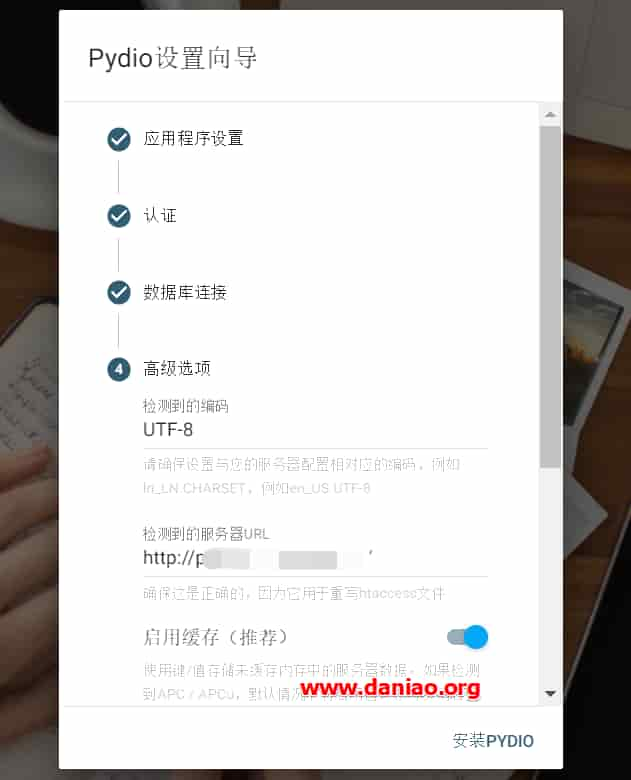 Pydio设置向导
应用程序设置
认证
数据库连接
4 高级选项
检测到的编码
UTF-8
请确保设置与您的服务器配置相对应的编码，例如
ln_LN CHARSET，例如en_US UTF-8
检测到的服务器URL
http://p
确保这是正确的，因为它用于重写htaccess文件
启用缓存（推荐）
使用键/值存储来缓存内存中的服务器数据。如果检测
到APC / APCu，默认情况
www.daniao.org
安装PYDIO